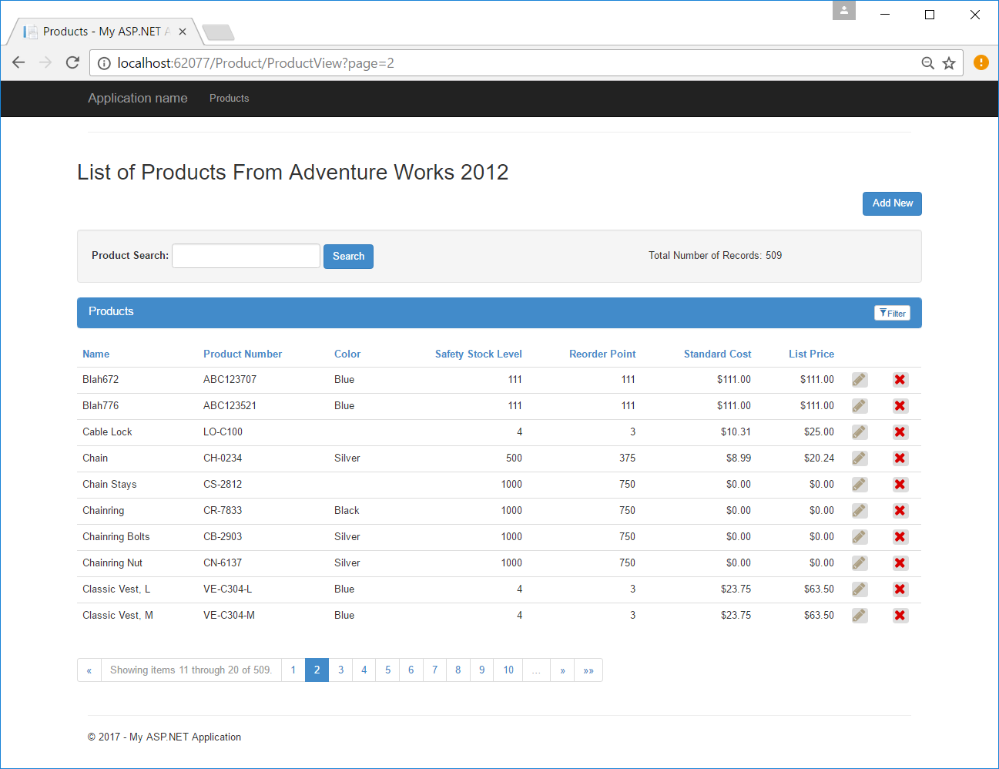 Products - My ASP.NET A
localhost:62077/Product/ProductView?page=2
Application name Products
List of Products From Adventure Works 2012
Add New
Product Search: Search Total Number of Records: 509
Products Filter
Name Product Number Color Safety Stock Level Reorder Point Standard Cost List Price
Blah672 ABC123707 Blue 111 111 $111.00 $111.00
Blah776 ABC123521 Blue 111 111 $111.00 $111.00
Cable Lock LO-C100 4 3 $10.31 $25.00
Chain CH-0234 Silver 500 375 $8.99 $20.24
Chain Stays CS-2812 1000 750 $0.00 $0.00
Chainring CR-7833 Black 1000 750 $0.00 $0.00
Chainring Bolts CB-2903 Silver 1000 750 $0.00 $0.00
Chainring Nut CN-6137 Silver 1000 750 $0.00 $0.00
Classic Vest, L VE-C304-L Blue 4 3 $23.75 $63.50
Classic Vest, M VE-C304-M Blue 4 3 $23.75 $63.50
« Showing items 11 through 20 of 509. 1 2 3 4 5 6 7 8 9 10 ... » »»
© 2017 - My ASP.NET Application